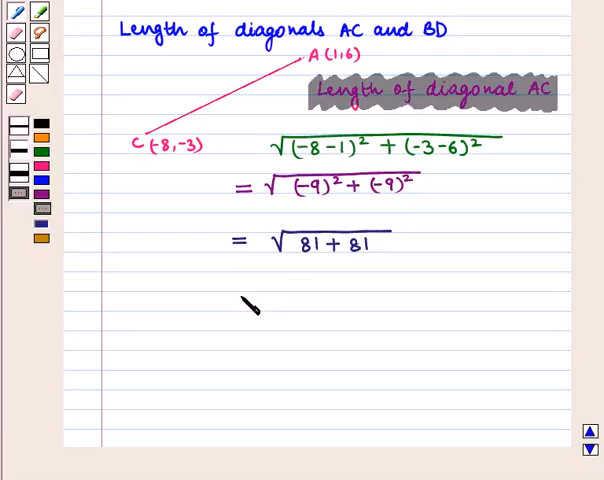 Length of diagonals AC and BD
A (1,6)
Length of diagonal AC
C (-8,-3)
√(-8-1)² + (-3-6)²
= √(-9)² + (-9)²
= √81 + 81